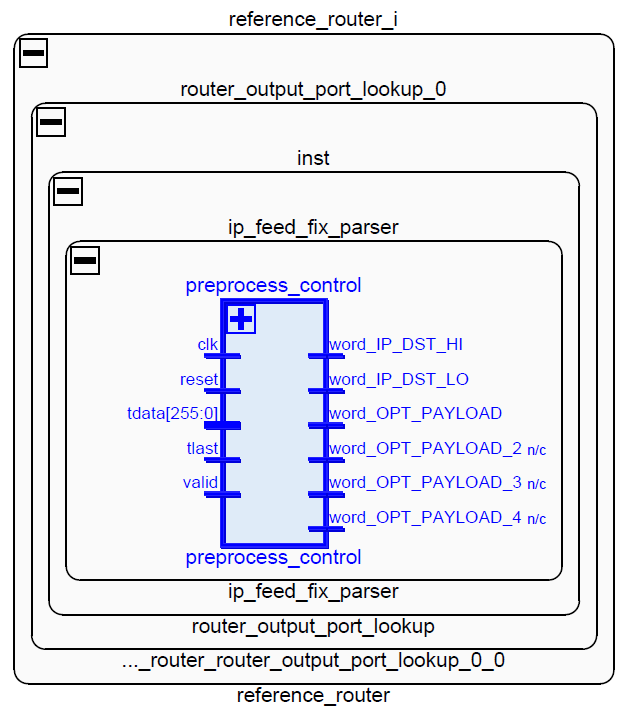 reference_router_i
router_output_port_lookup_0
inst
ip_feed_fix_parser
preprocess_control
clk word_IP_DST_HI
reset word_IP_DST_LO
tdata[255:0] word_OPT_PAYLOAD
tlast word_OPT_PAYLOAD_2 n/c
valid word_OPT_PAYLOAD_3 n/c
word_OPT_PAYLOAD_4 n/c
preprocess_control
ip_feed_fix_parser
router_output_port_lookup
..._router_router_output_port_lookup_0_0
reference_router